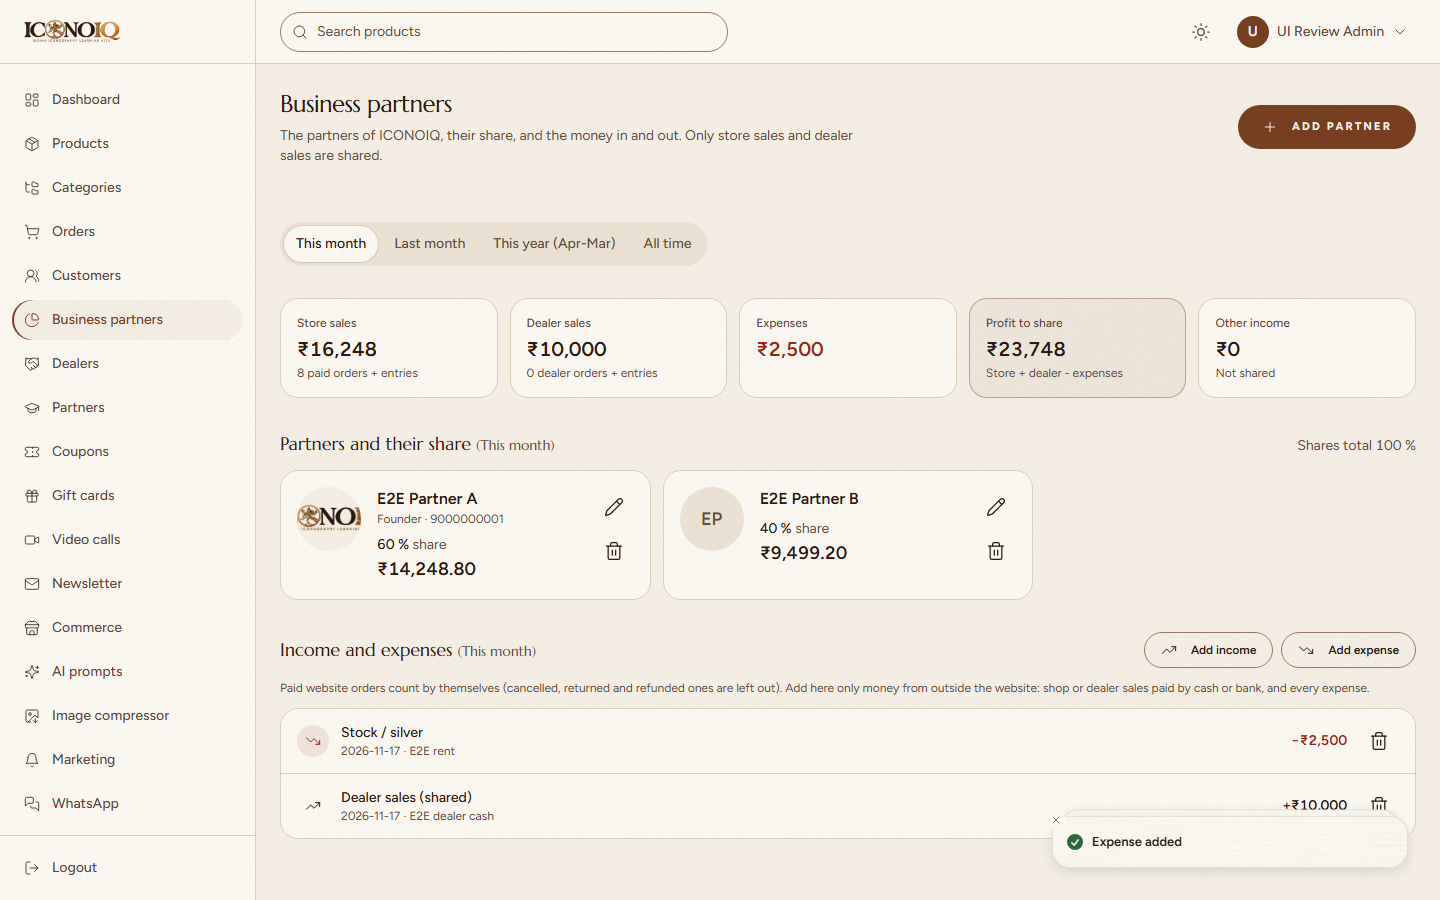 ICONOIQ
INDIAN ICONOGRAPHY LEARNING KITS
Search products
U
UI Review Admin
Dashboard
Products
Categories
Orders
Customers
Business partners
Dealers
Partners
Coupons
Gift cards
Video calls
Newsletter
Commerce
AI prompts
Image compressor
Marketing
WhatsApp
Logout
Business partners
The partners of ICONOIQ, their share, and the money in and out. Only store sales and dealer
sales are shared.
ADD PARTNER
This month
Last month
This year (Apr-Mar)
All time
Store sales
₹16,248
8 paid orders + entries
Dealer sales
₹10,000
0 dealer orders + entries
Expenses
₹2,500
Profit to share
₹23,748
Store + dealer - expenses
Other income
₹0
Not shared
Partners and their share (This month)
Shares total 100 %
E2E Partner A
Founder · 9000000001
60 % share
₹14,248.80
EP
E2E Partner B
40 % share
₹9,499.20
Income and expenses (This month)
Add income
Add expense
Paid website orders count by themselves (cancelled, returned and refunded ones are left out). Add here only money from outside the website: shop or dealer sales paid by cash or bank, and every expense.
Stock / silver
2026-11-17 · E2E rent
-₹2,500
Dealer sales (shared)
2026-11-17 · E2E dealer cash
+₹10,000
Expense added